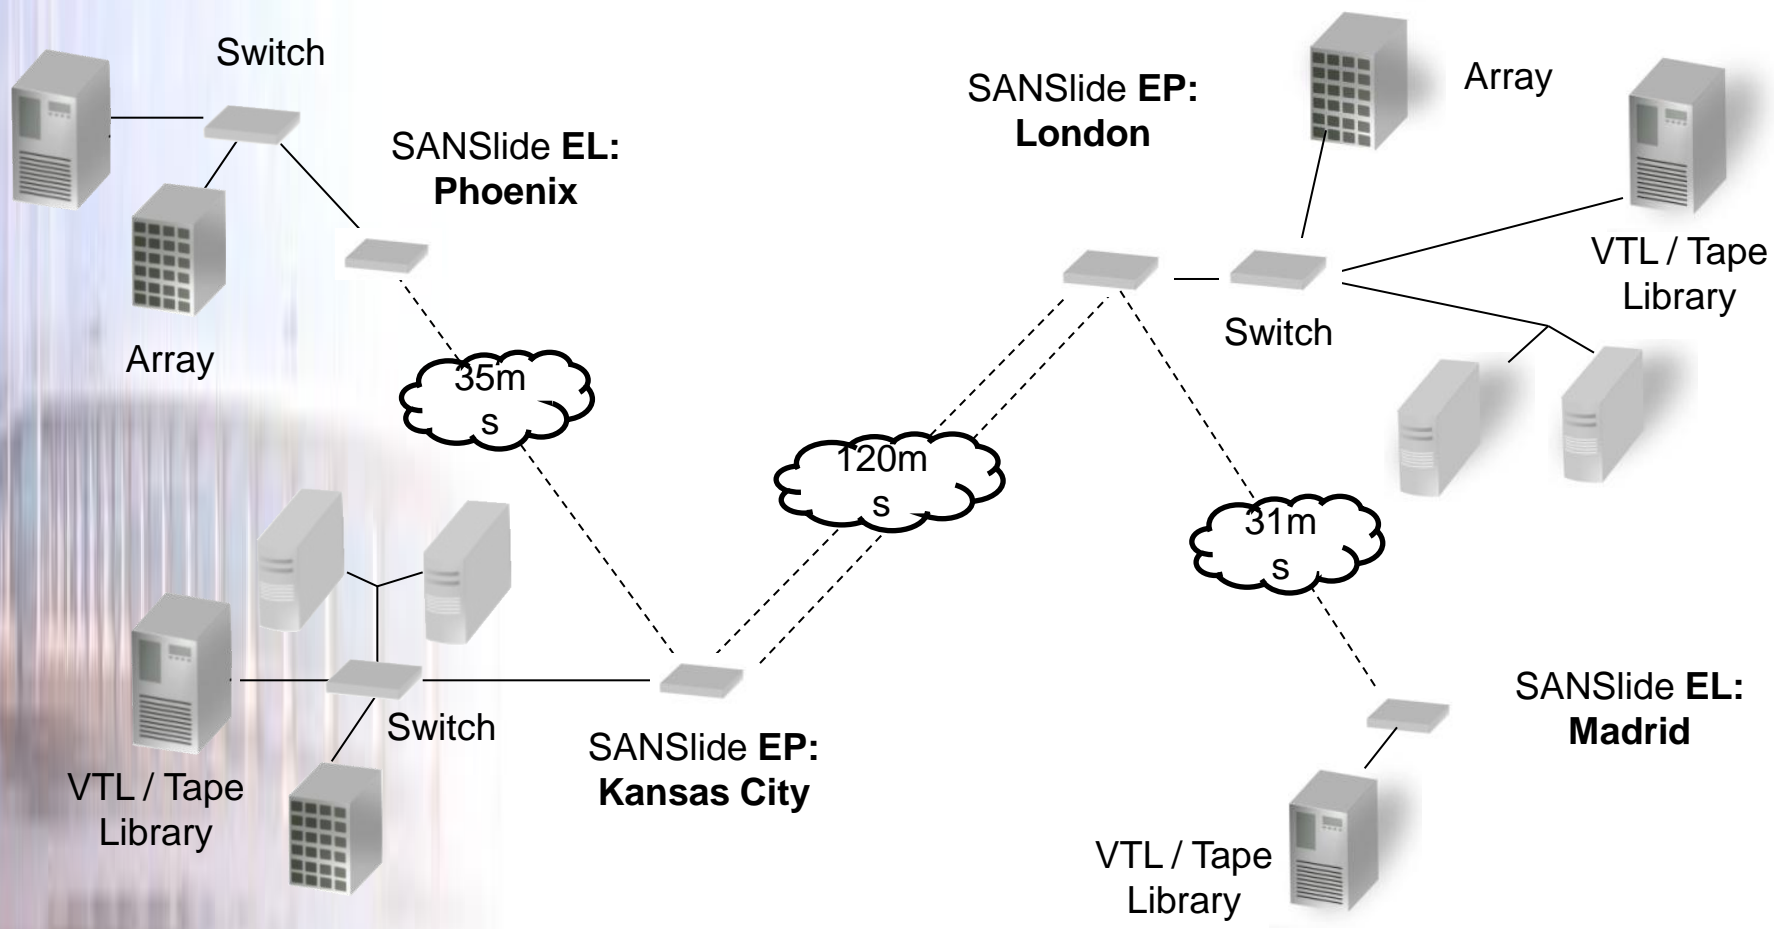 Switch
SANSlide EL:
Phoenix
Array
35m
s
SANSlide EP:
London
Array
VTL / Tape
Library
Switch
120m
s
31m
s
Switch
VTL / Tape
Library
SANSlide EP:
Kansas City
SANSlide EL:
Madrid
VTL / Tape
Library